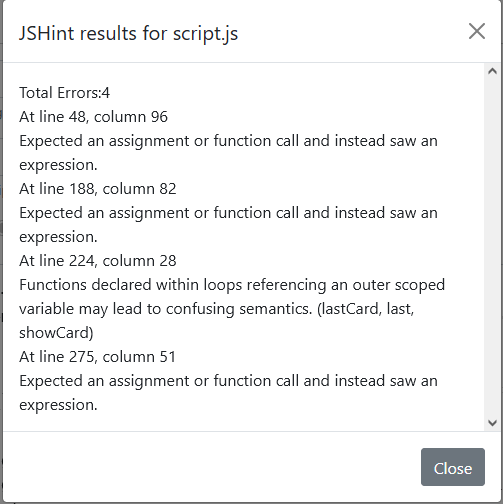 JSHint results for script.js
Total Errors:4
At line 48, column 96
Expected an assignment or function call and instead saw an
expression.
At line 188, column 82
Expected an assignment or function call and instead saw an
expression.
At line 224, column 28
Functions declared within loops referencing an outer scoped
variable may lead to confusing semantics. (lastCard, last,
showCard)
At line 275, column 51
Expected an assignment or function call and instead saw an
expression.
Close